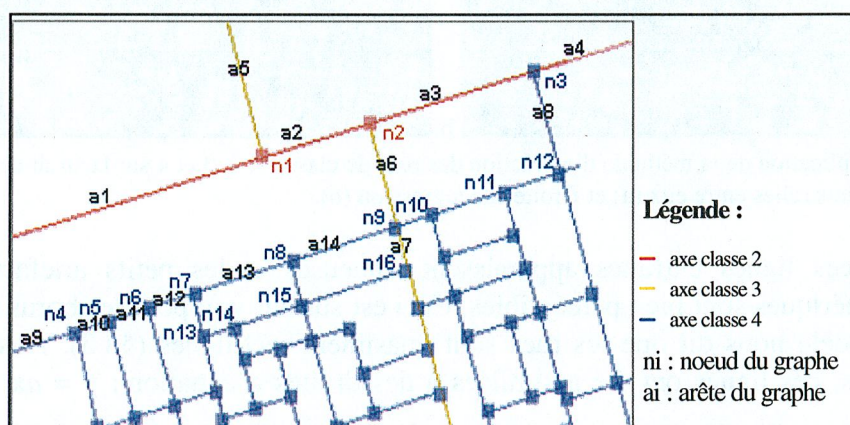 a4
a5
a3
n3
a2
n2
a8
n1
a6
n12
a1
n11
n10
n9
a14
n8
a7
n16
a13
n7
n15
n6
a12
n5
a11
n4
a10
n14
n13
a9
Légende :
axe classe 2
axe classe 3
axe classe 4
ni : noeud du graphe
ai : arête du graphe